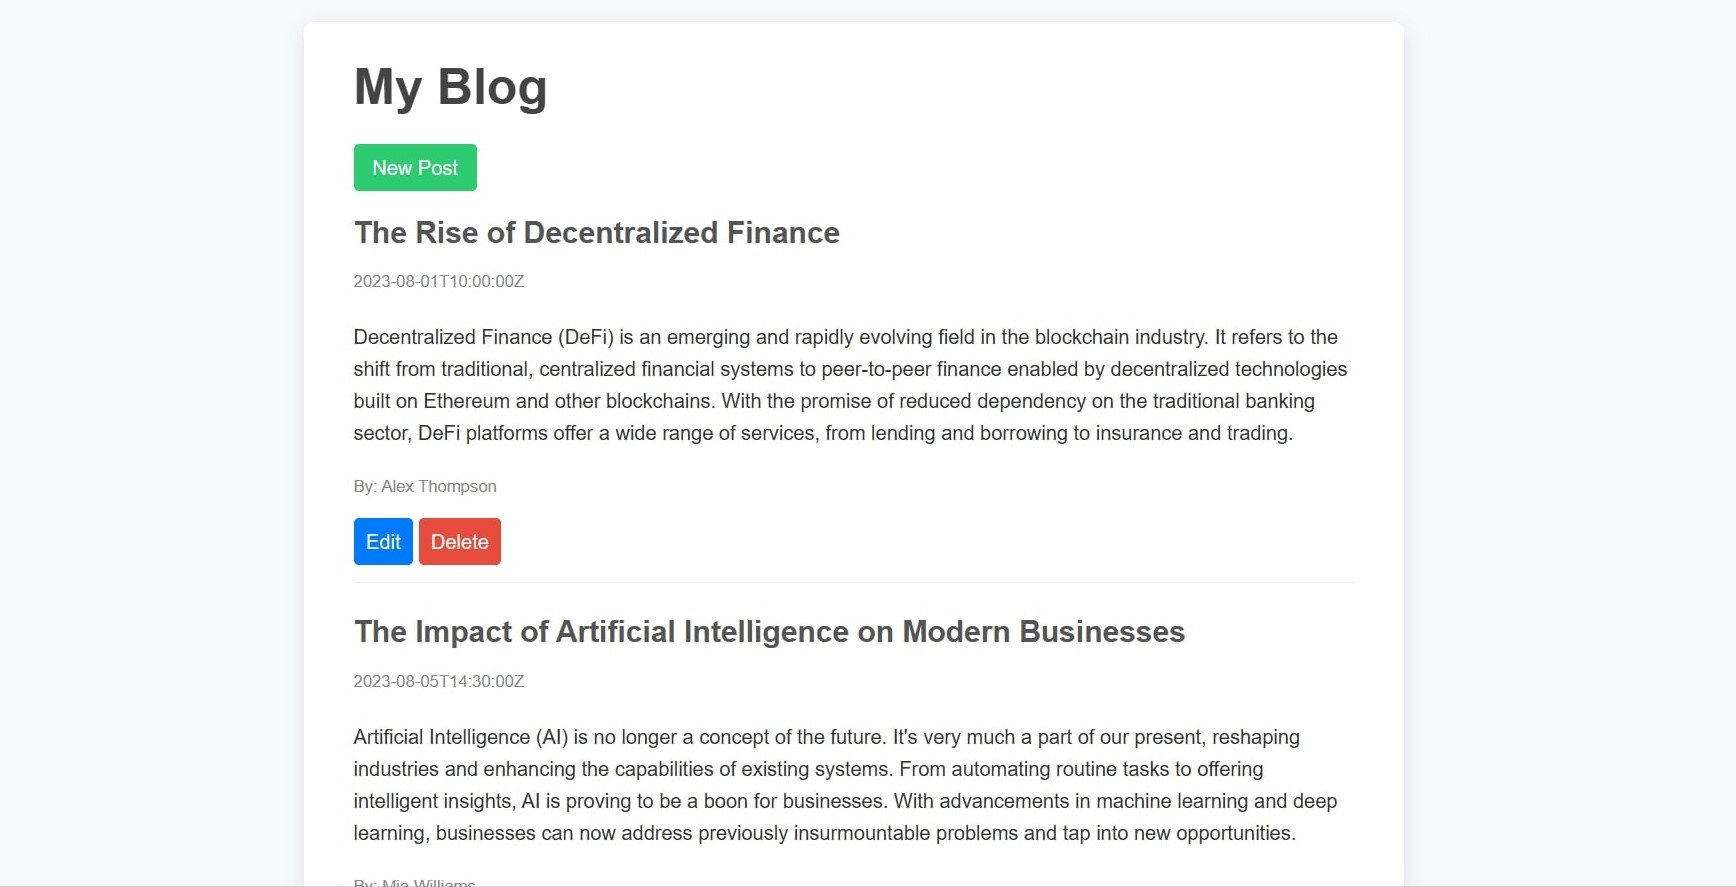 My Blog
New Post
The Rise of Decentralized Finance
2023-08-01T10:00:00Z
Decentralized Finance (DeFi) is an emerging and rapidly evolving field in the blockchain industry. It refers to the
shift from traditional, centralized financial systems to peer-to-peer finance enabled by decentralized technologies
built on Ethereum and other blockchains. With the promise of reduced dependency on the traditional banking
sector, DeFi platforms offer a wide range of services, from lending and borrowing to insurance and trading.
By: Alex Thompson
Edit Delete
The Impact of Artificial Intelligence on Modern Businesses
2023-08-05T14:30:00Z
Artificial Intelligence (AI) is no longer a concept of the future. It's very much a part of our present, reshaping
industries and enhancing the capabilities of existing systems. From automating routine tasks to offering
intelligent insights, AI is proving to be a boon for businesses. With advancements in machine learning and deep
learning, businesses can now address previously insurmountable problems and tap into new opportunities.
By: Mia Williams